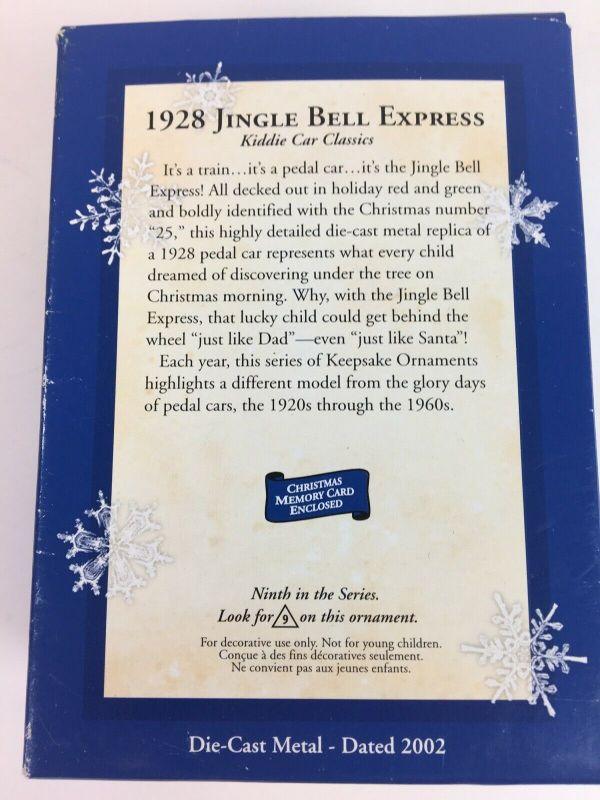 1928 JINGLE BELL EXPRESS
Kiddie Car Classics
It's a train…it's a pedal car…it's the Jingle Bell
Express! All decked out in holiday red and green
and boldly identified with the Christmas number
"25," this highly detailed die-cast metal replica of
a 1928 pedal car represents what every child
dreamed of discovering under the tree on
Christmas morning. Why, with the Jingle Bell
Express, that lucky child could get behind the
wheel "just like Dad"—even "just like Santa"!
Each year, this series of Keepsake Ornaments
highlights a different model from the glory days
of pedal cars, the 1920s through the 1960s.
CHRISTMAS
MEMORY CARD
ENCLOSED
Ninth in the Series.
Look for 9 on this ornament.
For decorative use only. Not for young children.
Conçue à des fins décoratives seulement.
Ne convient pas aux jeunes enfants.
Die-Cast Metal - Dated 2002